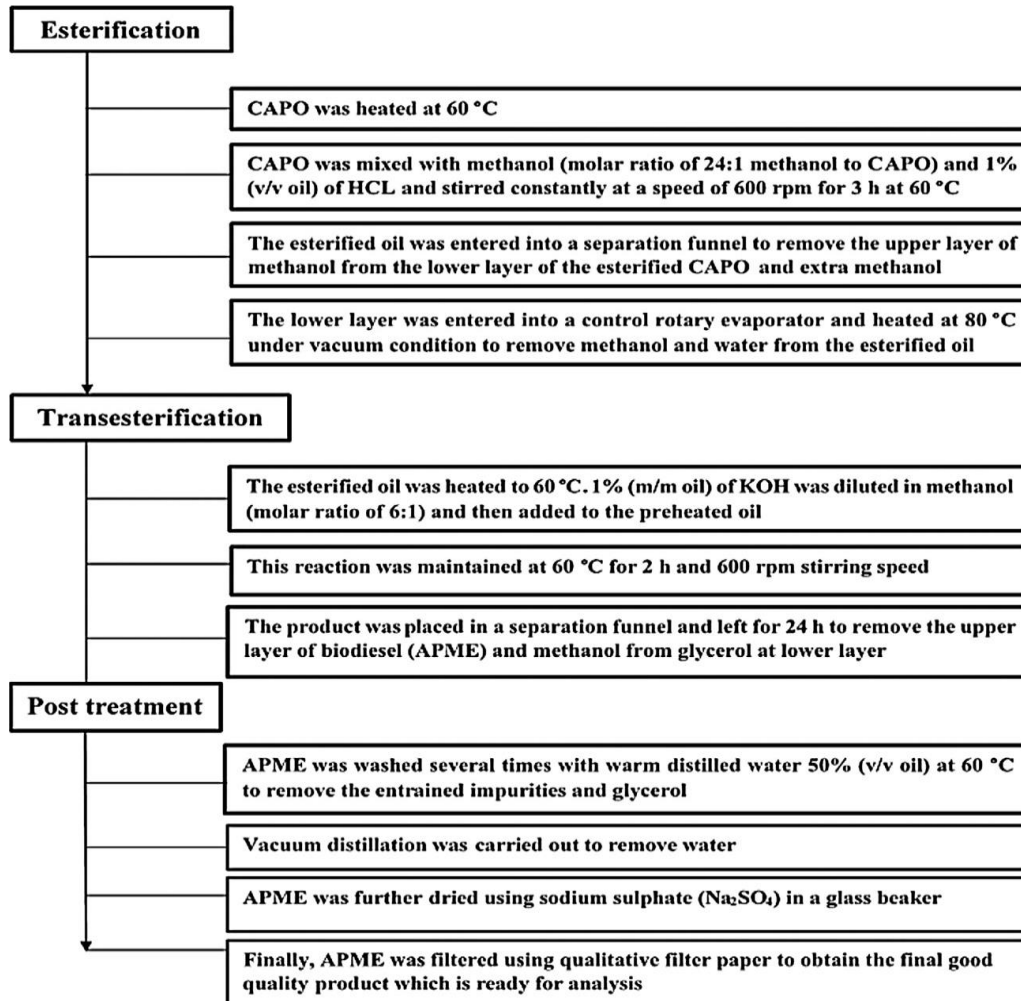 Esterification
CAPO was heated at 60 °C
CAPO was mixed with methanol (molar ratio of 24:1 methanol to CAPO) and 1%
(v/v oil) of HCL and stirred constantly at a speed of 600 rpm for 3 h at 60 °C
The esterified oil was entered into a separation funnel to remove the upper layer of
methanol from the lower layer of the esterified CAPO and extra methanol
The lower layer was entered into a control rotary evaporator and heated at 80 °C
under vacuum condition to remove methanol and water from the esterified oil
Transesterification
The esterified oil was heated to 60 °C. 1% (m/m oil) of KOH was diluted in methanol
(molar ratio of 6:1) and then added to the preheated oil
This reaction was maintained at 60 °C for 2 h and 600 rpm stirring speed
The product was placed in a separation funnel and left for 24 h to remove the upper
layer of biodiesel (APME) and methanol from glycerol at lower layer
Post treatment
APME was washed several times with warm distilled water 50% (v/v oil) at 60 °C
to remove the entrained impurities and glycerol
Vacuum distillation was carried out to remove water
APME was further dried using sodium sulphate (Na₂SO₄) in a glass beaker
Finally, APME was filtered using qualitative filter paper to obtain the final good
quality product which is ready for analysis